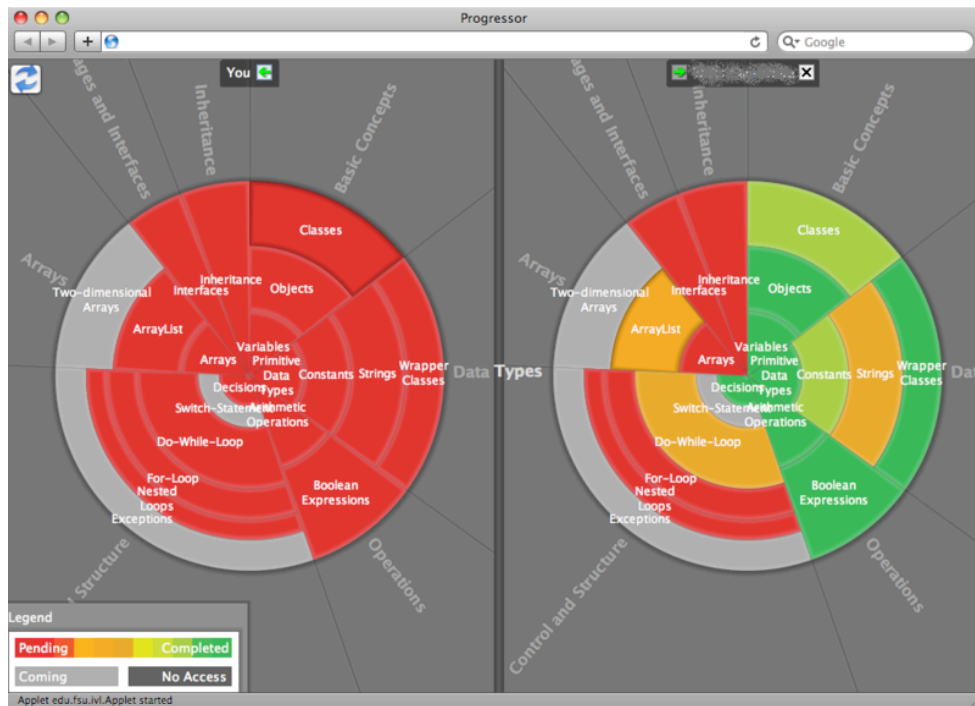 Progressor
Google
You
ages and Interfaces
Inheritance
Basic Concepts
Arrays
Classes
Two-dimensional
Arrays
Interfaces
Inheritance
Objects
ArrayList
Arrays
Variables
Primitive
Data
Types
Constants
Strings
Wrapper
Classes
Data Types
Decisions
Switch-Statement
Arithmetic
Operations
Do-While-Loop
For-Loop
Nested
Loops
Exceptions
Boolean
Expressions
Operations
l Structure
ages and Interfaces
Inheritance
Basic Concepts
Arrays
Classes
Two-dimensional
Arrays
Interfaces
Inheritance
Objects
ArrayList
Arrays
Variables
Primitive
Data
Types
Constants
Strings
Wrapper
Classes
Da
Decisions
Switch-Statement
Arithmetic
Operations
Do-While-Loop
For-Loop
Nested
Loops
Exceptions
Boolean
Expressions
Operations
Control and Structure
Legend
Pending
Completed
Coming
No Access
Applet edu.fsu.ivl.Applet started